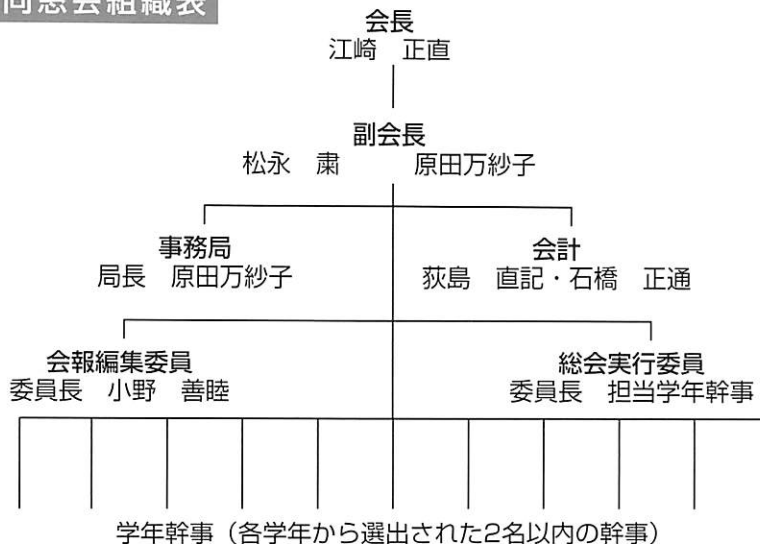 同窓会組織表
会長
江崎　正直
副会長
松永　粛　　　原田万紗子
事務局
局長　原田万紗子
会計
荻島　直記・石橋　正通
会報編集委員
委員長　小野　善睦
総会実行委員
委員長　担当学年幹事
学年幹事（各学年から選出された2名以内の幹事）